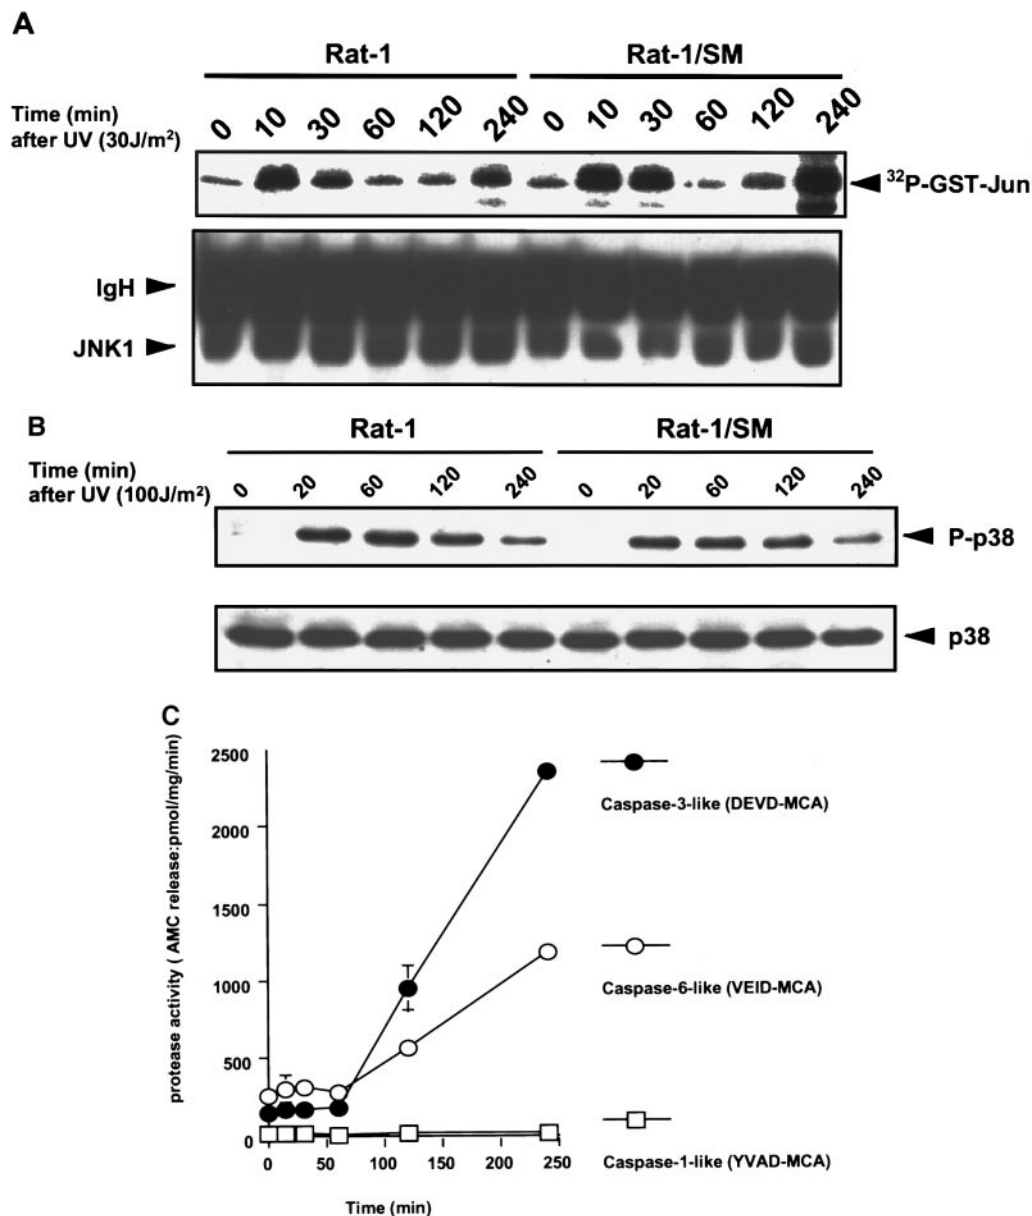 A
Rat-1 Rat-1/SM
Time (min)
after UV (30J/m²)
0 10 30 60 120 240 0 10 30 60 120 240
³²P-GST-Jun
IgH
JNK1
B
Rat-1 Rat-1/SM
Time (min)
after UV (100J/m²)
0 20 60 120 240 0 20 60 120 240
P-p38
p38
C
protease activity ( AMC release:pmol/mg/min)
2500
2000
1500
1000
500
0
0 50 100 150 200 250
Time (min)
Caspase-3-like (DEVD-MCA)
Caspase-6-like (VEID-MCA)
Caspase-1-like (YVAD-MCA)